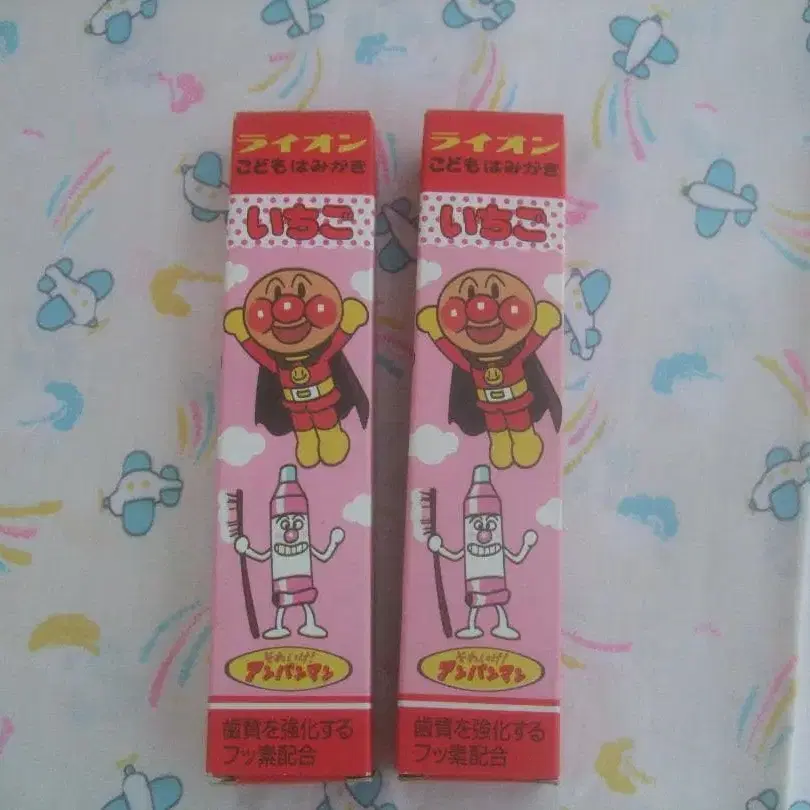 ライオン
こどもはみがき
いちご
それいけ!
アンパンマン
歯質を強化する
フッ素配合
ライオン
こどもはみがき
いちご
それいけ!
アンパンマン
歯質を強化する
フッ素配合